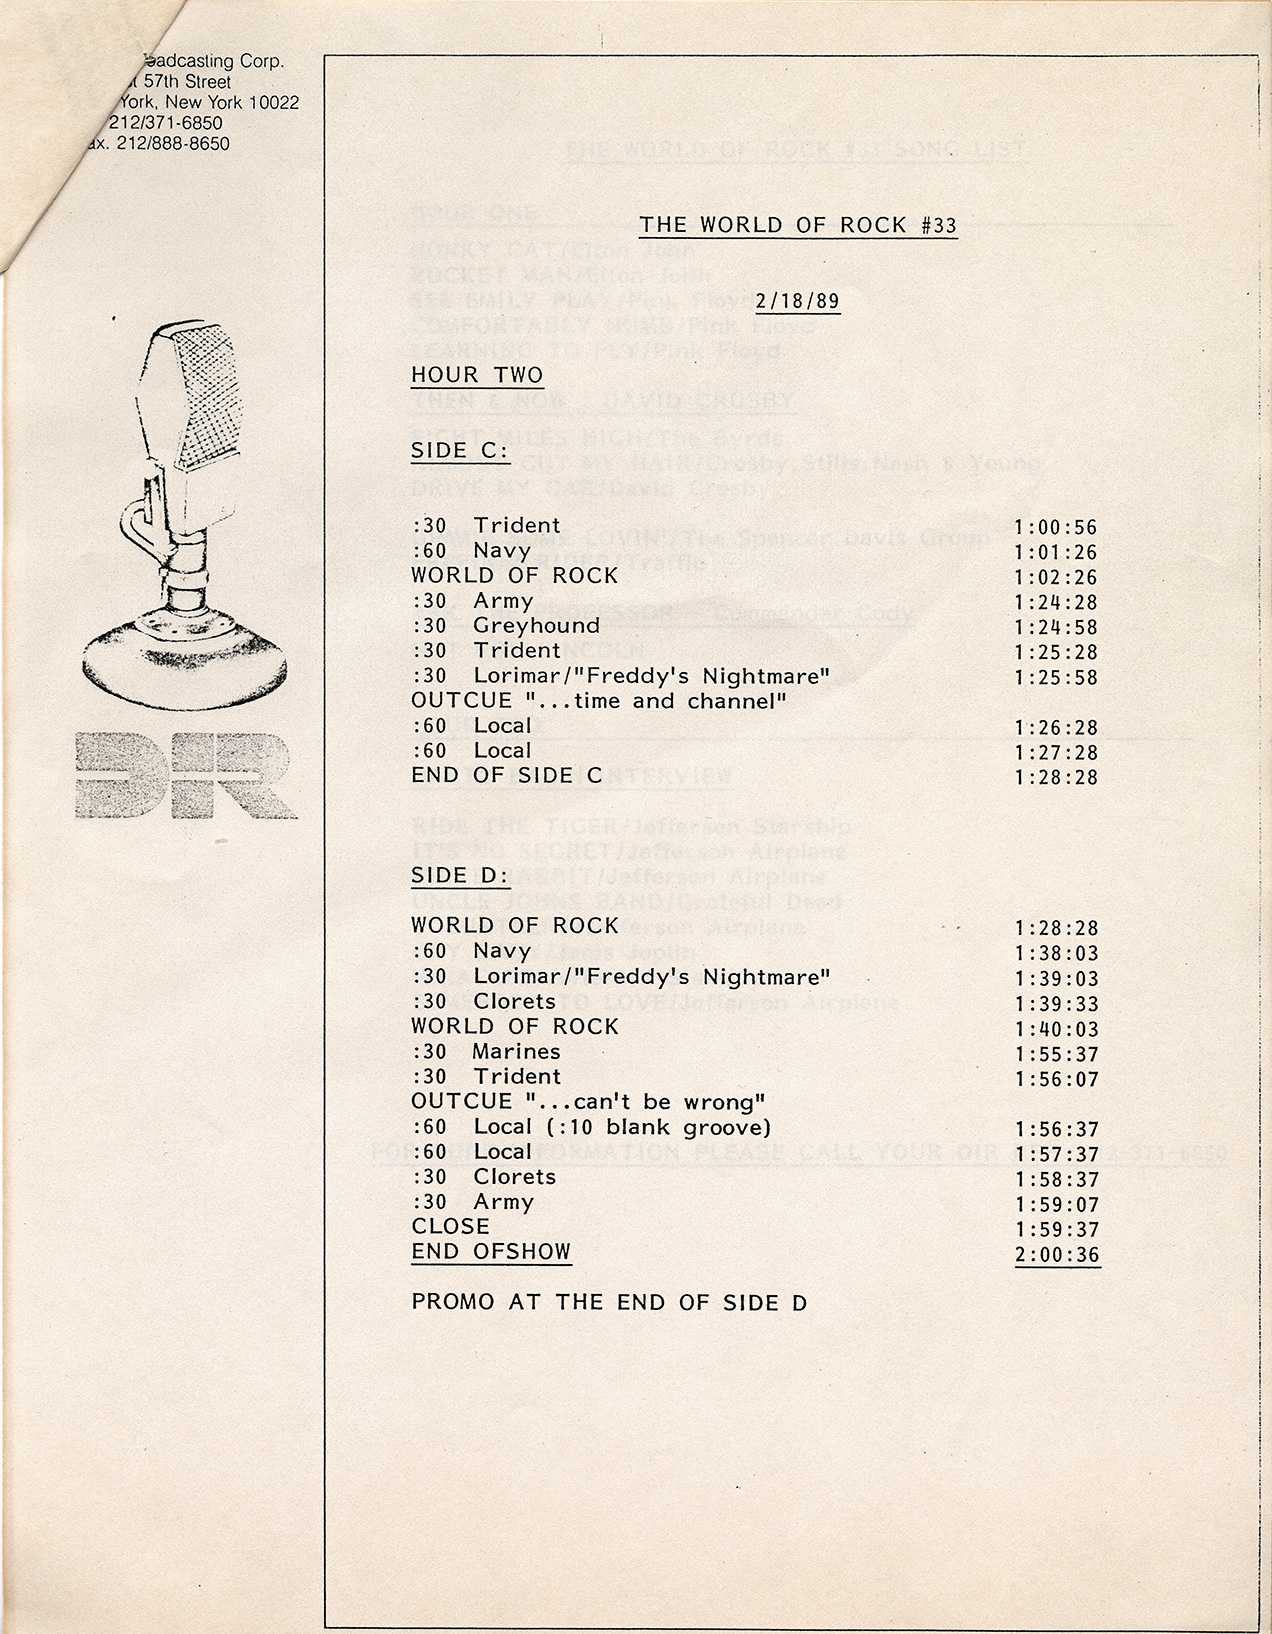 adcasting Corp.
57th Street
York, New York 10022
212/371-6850
ax. 212/888-8650
DIR
THE WORLD OF ROCK #33
2/18/89
HOUR TWO
SIDE C:
:30 Trident 1:00:56
:60 Navy 1:01:26
WORLD OF ROCK 1:02:26
:30 Army 1:24:28
:30 Greyhound 1:24:58
:30 Trident 1:25:28
:30 Lorimar/"Freddy's Nightmare" 1:25:58
OUTCUE "...time and channel"
:60 Local 1:26:28
:60 Local 1:27:28
END OF SIDE C 1:28:28
SIDE D:
WORLD OF ROCK 1:28:28
:60 Navy 1:38:03
:30 Lorimar/"Freddy's Nightmare" 1:39:03
:30 Clorets 1:39:33
WORLD OF ROCK 1:40:03
:30 Marines 1:55:37
:30 Trident 1:56:07
OUTCUE "...can't be wrong"
:60 Local (:10 blank groove) 1:56:37
:60 Local 1:57:37
:30 Clorets 1:58:37
:30 Army 1:59:07
CLOSE 1:59:37
END OFSHOW 2:00:36
PROMO AT THE END OF SIDE D